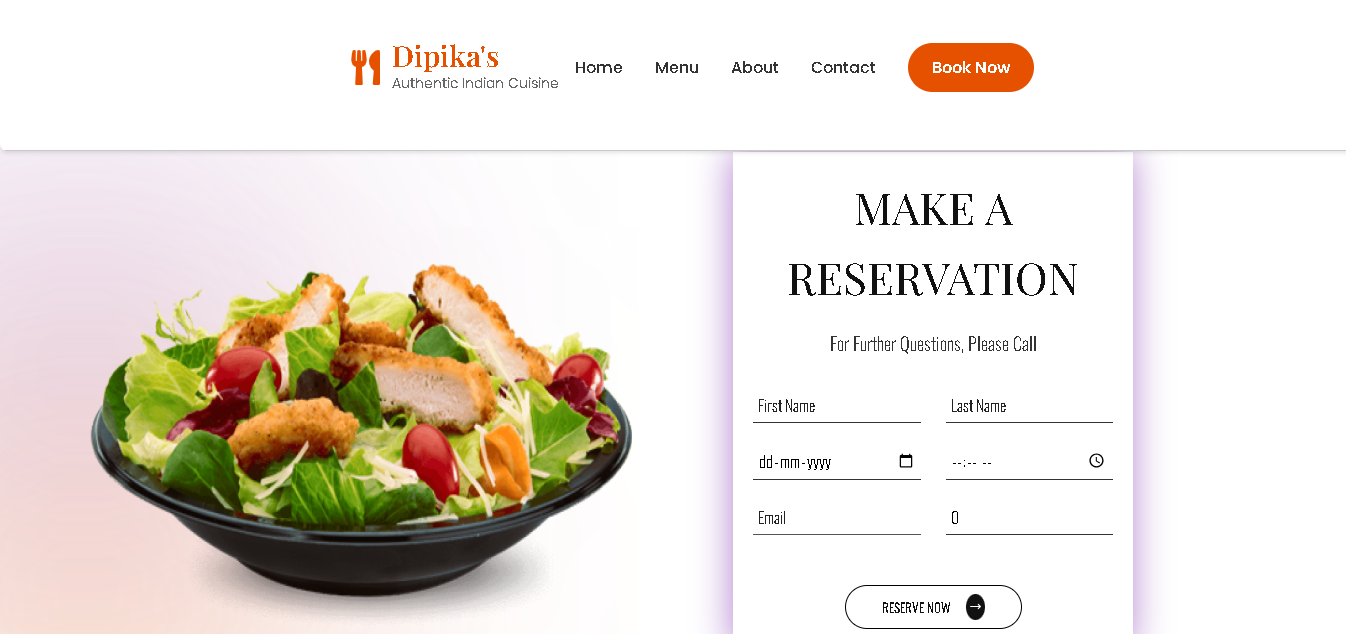 Dipika's
Authentic Indian Cuisine
Home Menu About Contact Book Now
MAKE A
RESERVATION
For Further Questions, Please Call
First Name Last Name
dd-mm-yyyy --:-- --
Email 0
RESERVE NOW →